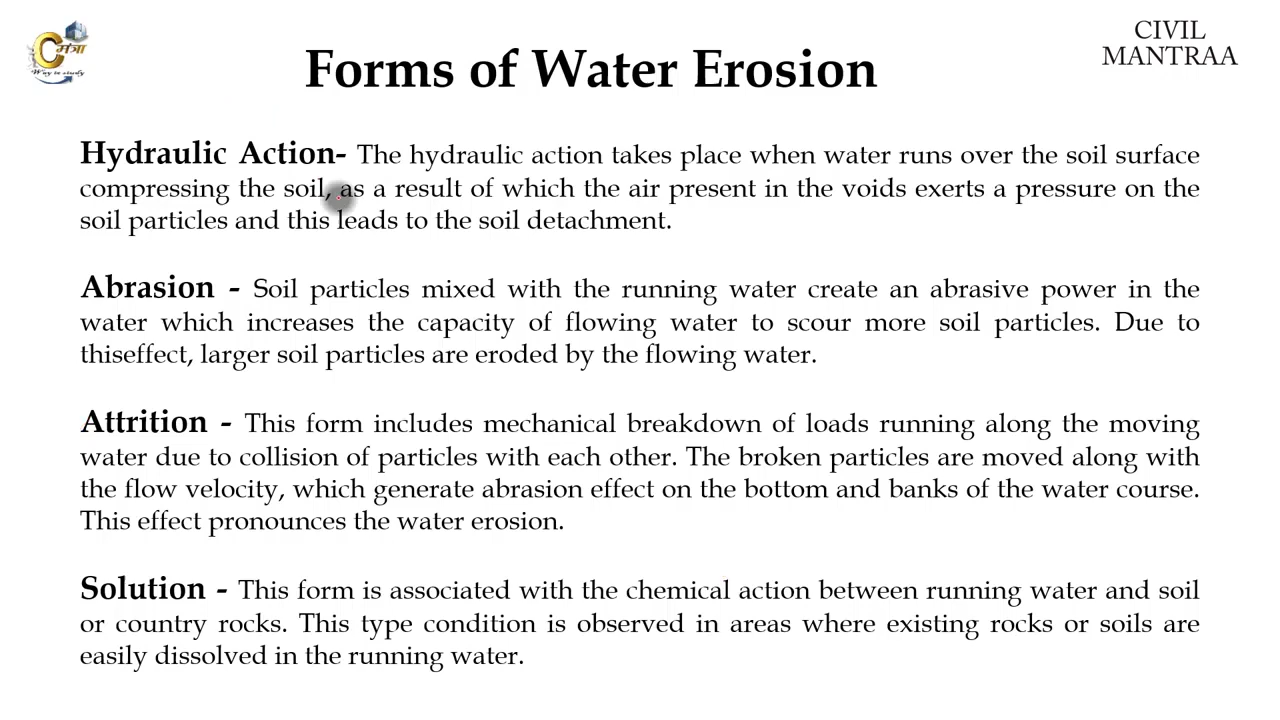 Cमंत्रा
Way to study
CIVIL
MANTRAA
Forms of Water Erosion
Hydraulic Action- The hydraulic action takes place when water runs over the soil surface
compressing the soil, as a result of which the air present in the voids exerts a pressure on the
soil particles and this leads to the soil detachment.
Abrasion - Soil particles mixed with the running water create an abrasive power in the
water which increases the capacity of flowing water to scour more soil particles. Due to
thiseffect, larger soil particles are eroded by the flowing water.
Attrition - This form includes mechanical breakdown of loads running along the moving
water due to collision of particles with each other. The broken particles are moved along with
the flow velocity, which generate abrasion effect on the bottom and banks of the water course.
This effect pronounces the water erosion.
Solution - This form is associated with the chemical action between running water and soil
or country rocks. This type condition is observed in areas where existing rocks or soils are
easily dissolved in the running water.